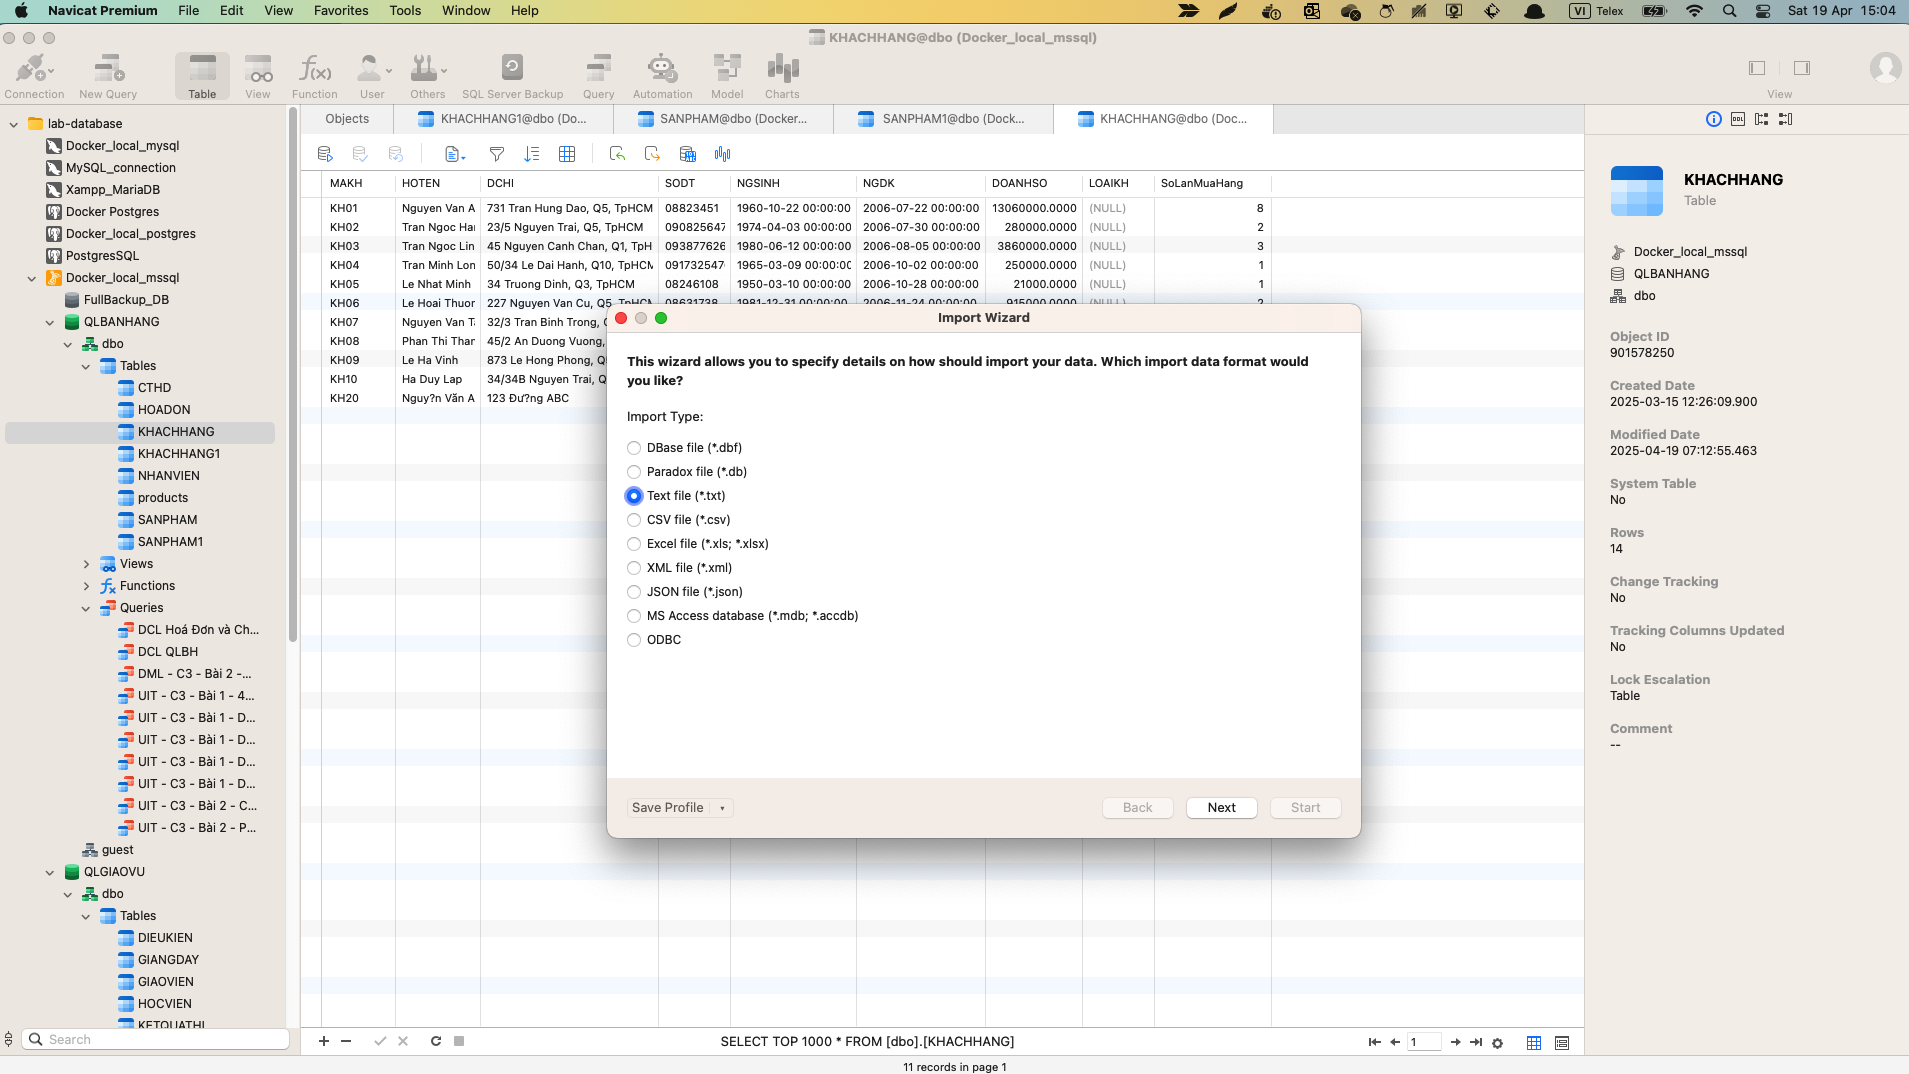 Navicat Premium File Edit View Favorites Tools Window Help VI Telex Sat 19 Apr 15:04
KHACHHANG@dbo (Docker_local_mssql)
Connection New Query Table View Function User Others SQL Server Backup Query Automation Model Charts View
lab-database
Docker_local_mysql
MySQL_connection
Xampp_MariaDB
Docker Postgres
Docker_local_postgres
PostgresSQL
Docker_local_mssql
FullBackup_DB
QLBANHANG
dbo
Tables
CTHD
HOADON
KHACHHANG
KHACHHANG1
NHANVIEN
products
SANPHAM
SANPHAM1
Views
Functions
Queries
DCL Hoá Đơn và Ch...
DCL QLBH
DML - C3 - Bài 2 -...
UIT - C3 - Bài 1 - 4...
UIT - C3 - Bài 1 - D...
UIT - C3 - Bài 1 - D...
UIT - C3 - Bài 1 - D...
UIT - C3 - Bài 1 - D...
UIT - C3 - Bài 2 - C...
UIT - C3 - Bài 2 - P...
guest
QLGIAOVU
dbo
Tables
DIEUKIEN
GIANGDAY
GIAOVIEN
HOCVIEN
KETQUATHI
Search
Objects KHACHHANG1@dbo (Do... SANPHAM@dbo (Docker... SANPHAM1@dbo (Dock... KHACHHANG@dbo (Doc...
MAKH HOTEN DCHI SODT NGSINH NGDK DOANHSO LOAIKH SoLanMuaHang
KH01 Nguyen Van A 731 Tran Hung Dao, Q5, TpHCM 08823451 1960-10-22 00:00:00 2006-07-22 00:00:00 13060000.0000 (NULL) 8
KH02 Tran Ngoc Han 23/5 Nguyen Trai, Q5, TpHCM 090825647 1974-04-03 00:00:00 2006-07-30 00:00:00 280000.0000 (NULL) 2
KH03 Tran Ngoc Lin 45 Nguyen Canh Chan, Q1, TpH 093877626 1980-06-12 00:00:00 2006-08-05 00:00:00 3860000.0000 (NULL) 3
KH04 Tran Minh Lon 50/34 Le Dai Hanh, Q10, TpHCM 0917325476 1965-03-09 00:00:00 2006-10-02 00:00:00 250000.0000 (NULL) 1
KH05 Le Nhat Minh 34 Truong Dinh, Q3, TpHCM 08246108 1950-03-10 00:00:00 2006-10-28 00:00:00 21000.0000 (NULL) 1
KH06 Le Hoai Thuon 227 Nguyen Van Cu, Q5, TpHCM 08631738 1981-12-31 00:00:00 2006-11-24 00:00:00 915000.0000 (NULL) 2
KH07 Nguyen Van T 32/3 Tran Binh Trong,
KH08 Phan Thi Than 45/2 An Duong Vuong,
KH09 Le Ha Vinh 873 Le Hong Phong, Q5
KH10 Ha Duy Lap 34/34B Nguyen Trai, Q
KH20 Nguy?n Văn A 123 Đư?ng ABC
Import Wizard
This wizard allows you to specify details on how should import your data. Which import data format would
you like?
Import Type:
DBase file (*.dbf)
Paradox file (*.db)
Text file (*.txt)
CSV file (*.csv)
Excel file (*.xls; *.xlsx)
XML file (*.xml)
JSON file (*.json)
MS Access database (*.mdb; *.accdb)
ODBC
Save Profile Back Next Start
SELECT TOP 1000 * FROM [dbo].[KHACHHANG] 1
11 records in page 1
KHACHHANG
Table
Docker_local_mssql
QLBANHANG
dbo
Object ID
901578250
Created Date
2025-03-15 12:26:09.900
Modified Date
2025-04-19 07:12:55.463
System Table
No
Rows
14
Change Tracking
No
Tracking Columns Updated
No
Lock Escalation
Table
Comment
--